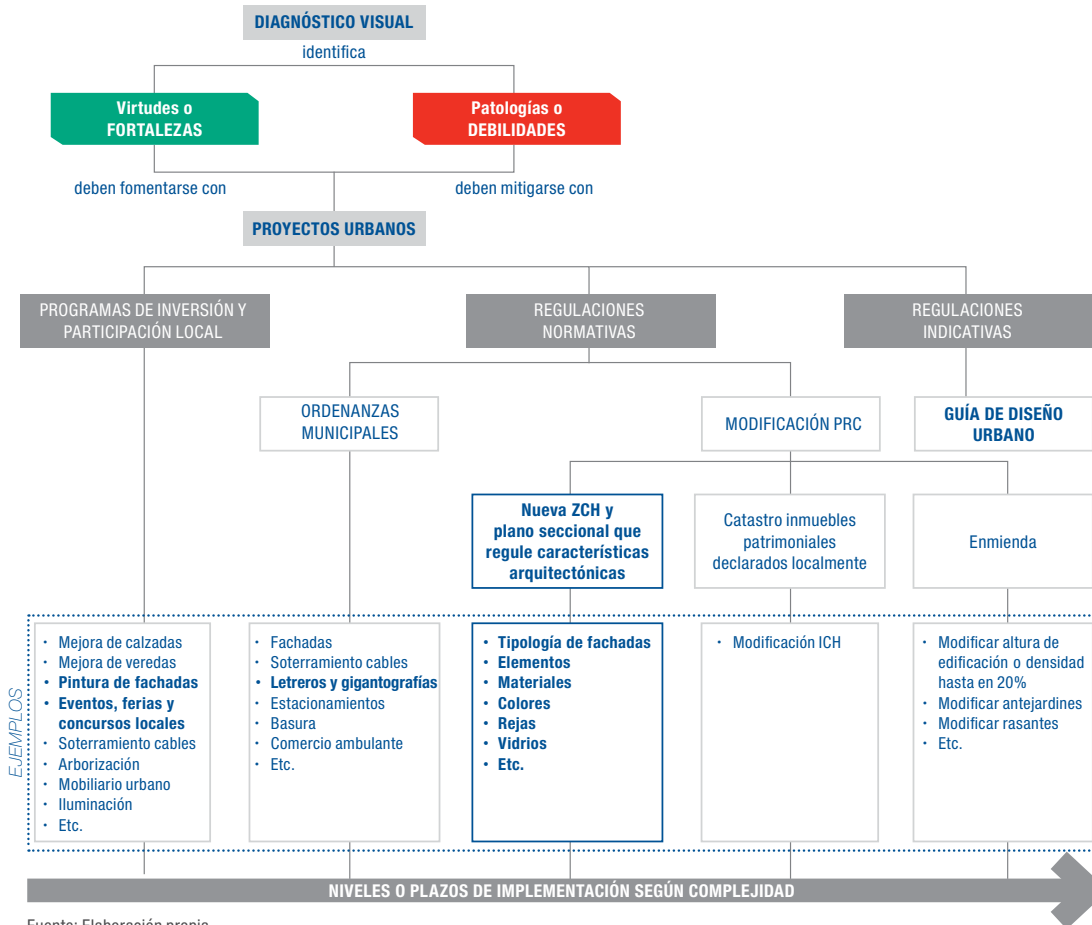 DIAGNÓSTICO VISUAL
identifica
Virtudes o
FORTALEZAS
Patologías o
DEBILIDADES
deben fomentarse con
deben mitigarse con
PROYECTOS URBANOS
PROGRAMAS DE INVERSIÓN Y
PARTICIPACIÓN LOCAL
REGULACIONES
NORMATIVAS
REGULACIONES
INDICATIVAS
ORDENANZAS
MUNICIPALES
MODIFICACIÓN PRC
GUÍA DE DISEÑO
URBANO
Nueva ZCH y
plano seccional que
regule características
arquitectónicas
Catastro inmuebles
patrimoniales
declarados localmente
Enmienda
EJEMPLOS
• Mejora de calzadas
• Mejora de veredas
• Pintura de fachadas
• Eventos, ferias y
concursos locales
• Soterramiento cables
• Arborización
• Mobiliario urbano
• Iluminación
• Etc.
• Fachadas
• Soterramiento cables
• Letreros y gigantografías
• Estacionamientos
• Basura
• Comercio ambulante
• Etc.
• Tipología de fachadas
• Elementos
• Materiales
• Colores
• Rejas
• Vidrios
• Etc.
• Modificación ICH
• Modificar altura de
edificación o densidad
hasta en 20%
• Modificar antejardines
• Modificar rasantes
• Etc.
NIVELES O PLAZOS DE IMPLEMENTACIÓN SEGÚN COMPLEJIDAD
Fuente: Elaboración propia